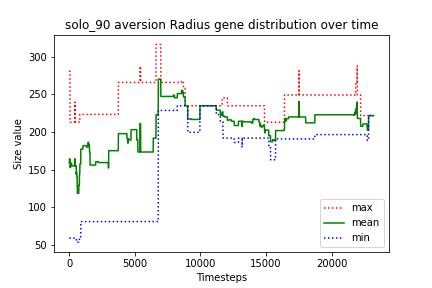 solo_90 aversion Radius gene distribution over time
Size value
300
250
200
150
100
50
0
5000
10000
15000
20000
Timesteps
max
mean
min